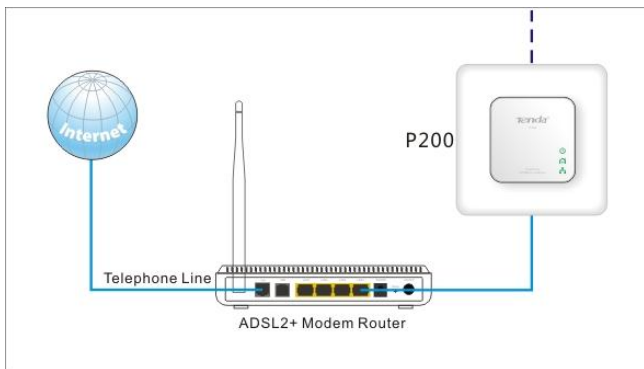 Internet
Tenda
P200
Telephone Line
ADSL2+ Modem Router